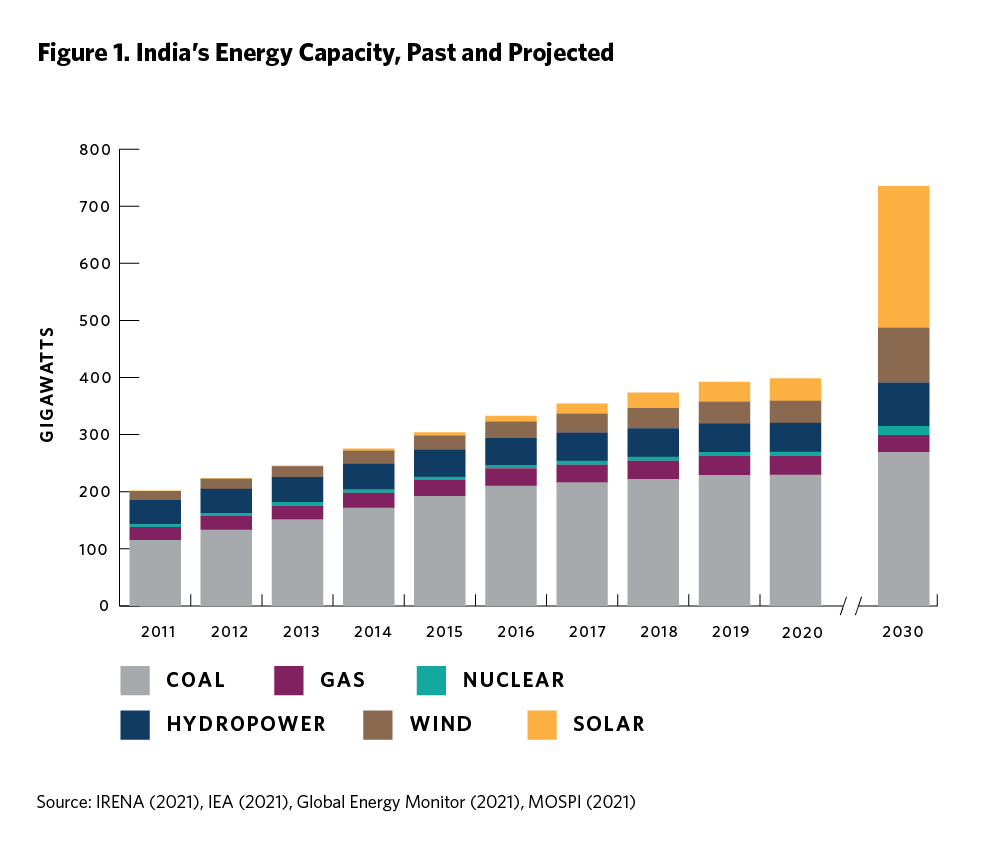 Figure 1. India's Energy Capacity, Past and Projected
800
700
600
500
400
300
200
100
0
GIGAWATTS
2011 2012 2013 2014 2015 2016 2017 2018 2019 2020 2030
COAL GAS NUCLEAR
HYDROPOWER WIND SOLAR
Source: IRENA (2021), IEA (2021), Global Energy Monitor (2021), MOSPI (2021)